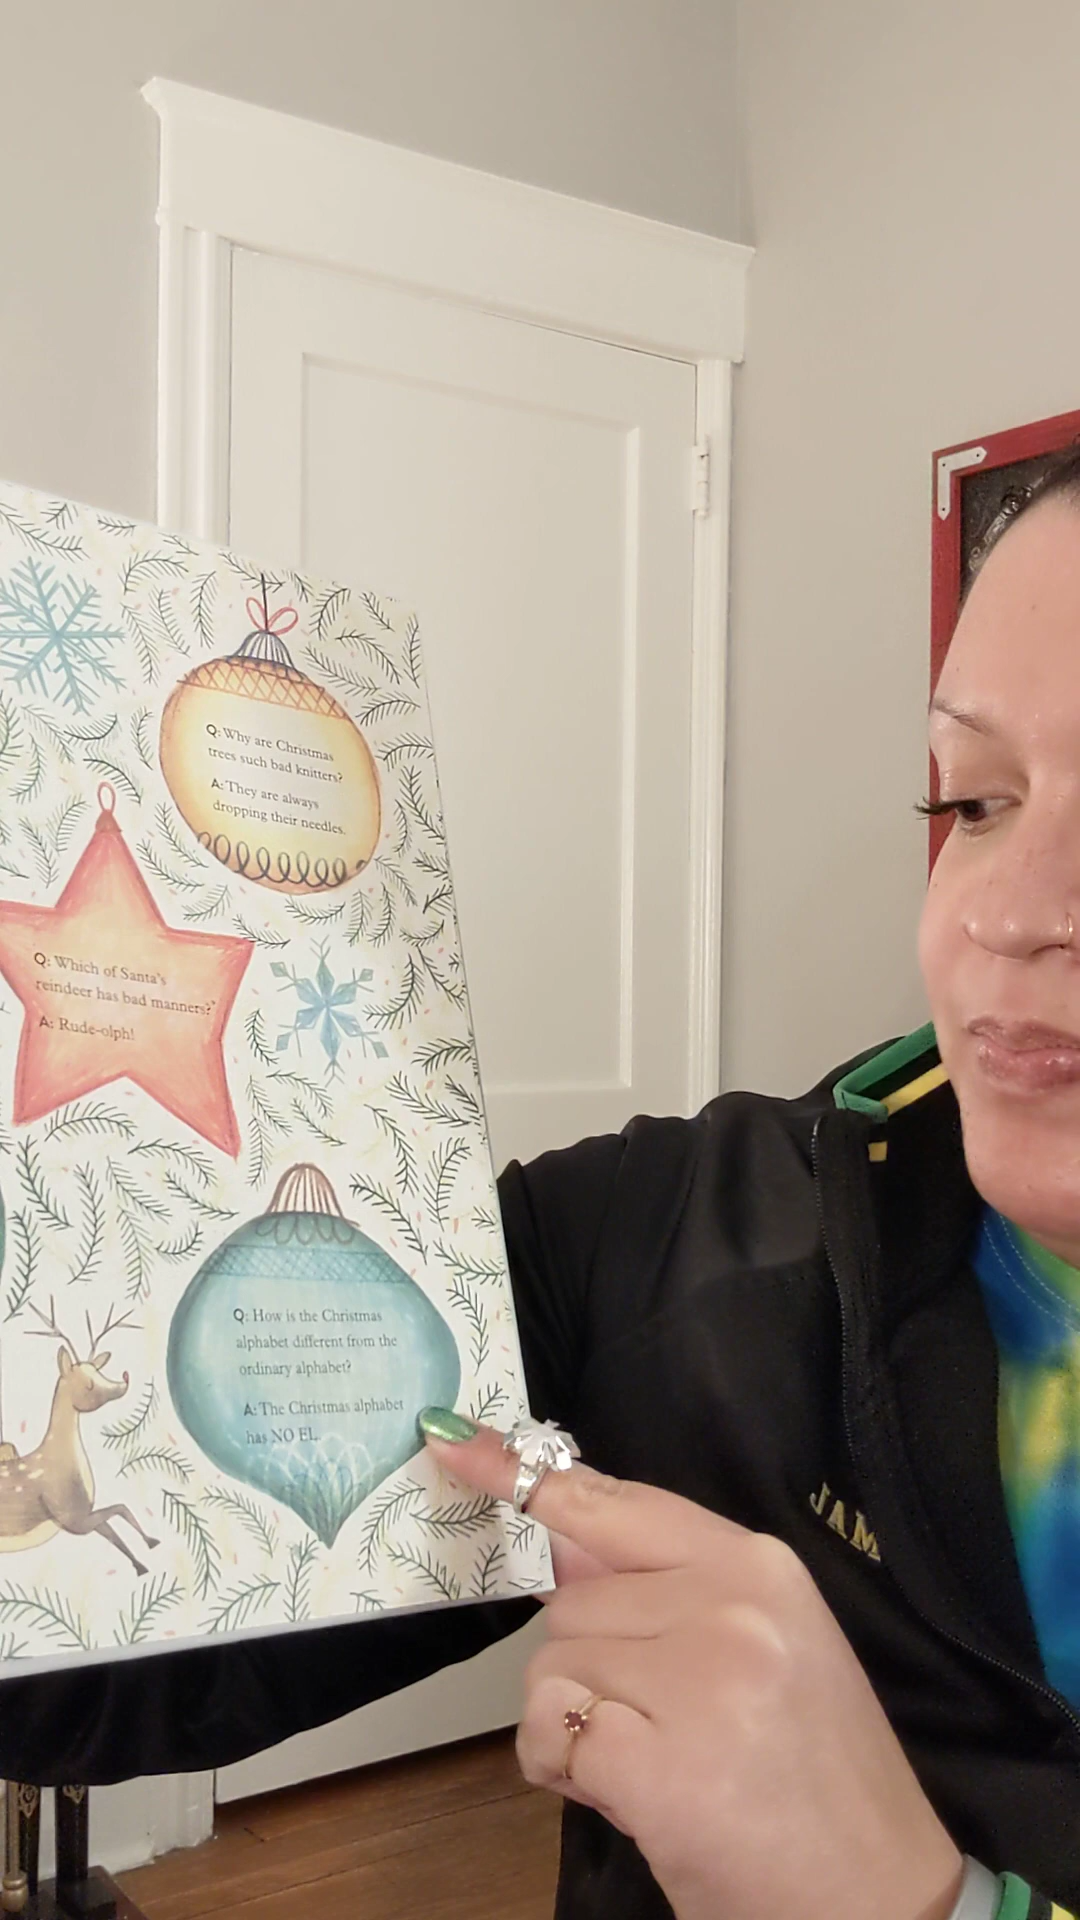 Q: Why are Christmas
trees such bad knitters?
A: They are always
dropping their needles.
Q: Which of Santa's
reindeer has bad manners?
A: Rude-olph!
Q: How is the Christmas
alphabet different from the
ordinary alphabet?
A: The Christmas alphabet
has NO EL.
JAM